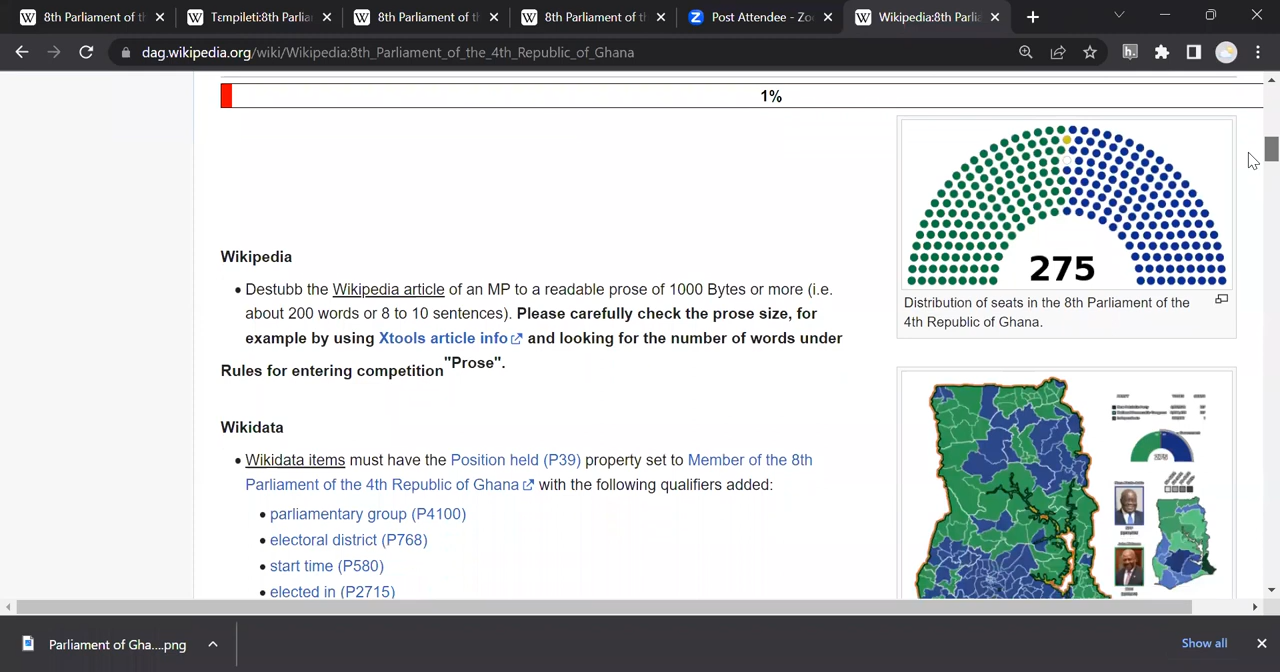 8th Parliament of th
Tɛmpileti:8th Parlia
8th Parliament of th
8th Parliament of th
Post Attendee - Zo
Wikipedia:8th Parlia
dag.wikipedia.org/wiki/Wikipedia:8th_Parliament_of_the_4th_Republic_of_Ghana
1%
Wikipedia
Destubb the Wikipedia article of an MP to a readable prose of 1000 Bytes or more (i.e.
about 200 words or 8 to 10 sentences). Please carefully check the prose size, for
example by using Xtools article info and looking for the number of words under
"Prose".
Rules for entering competition
Wikidata
Wikidata items must have the Position held (P39) property set to Member of the 8th
Parliament of the 4th Republic of Ghana with the following qualifiers added:
parliamentary group (P4100)
electoral district (P768)
start time (P580)
elected in (P2715)
275
Distribution of seats in the 8th Parliament of the
4th Republic of Ghana.
Parliament of Gha....png
Show all